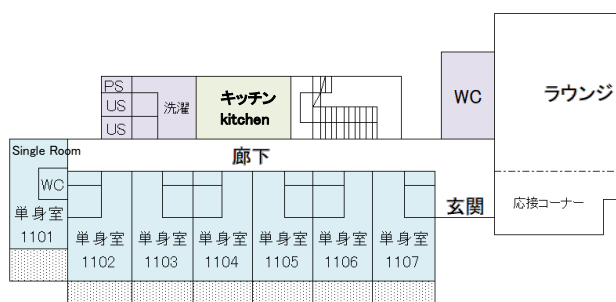 PS
US
US
洗濯
キッチン
kitchen
WC
ラウンジ
Single Room
廊下
WC
玄関
応接コーナー
単身室
1101
単身室
1102
単身室
1103
単身室
1104
単身室
1105
単身室
1106
単身室
1107